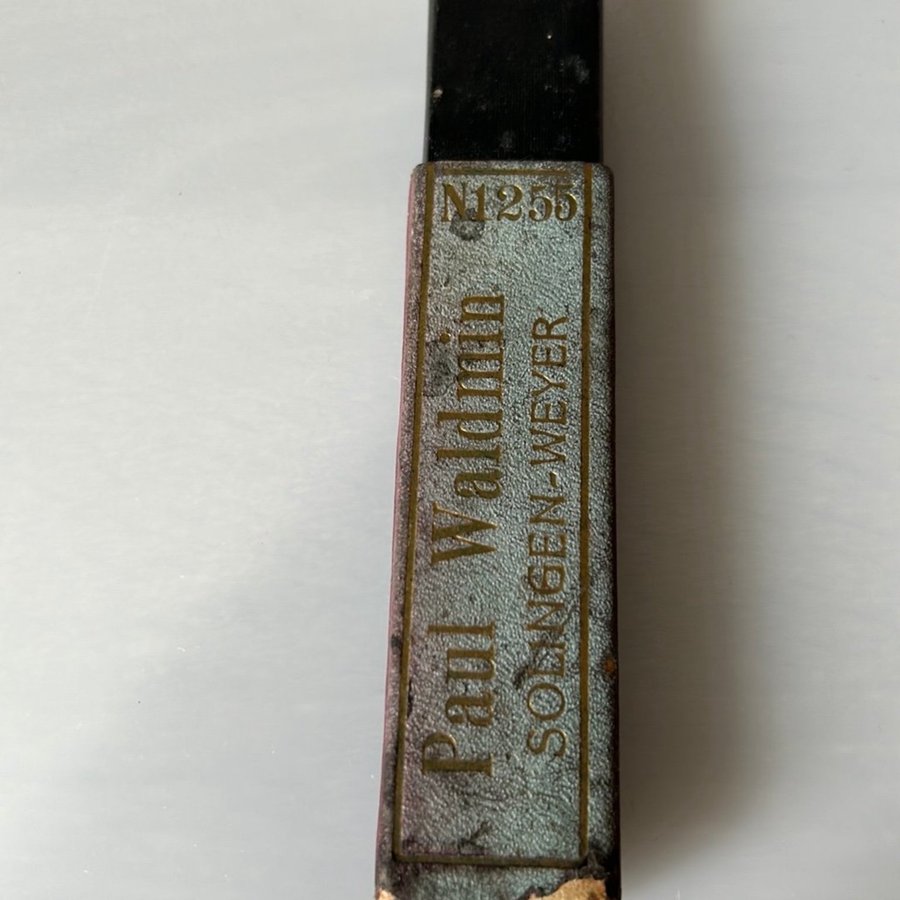 N1255
Paul Waldmin
SOLINGEN-WEYER.